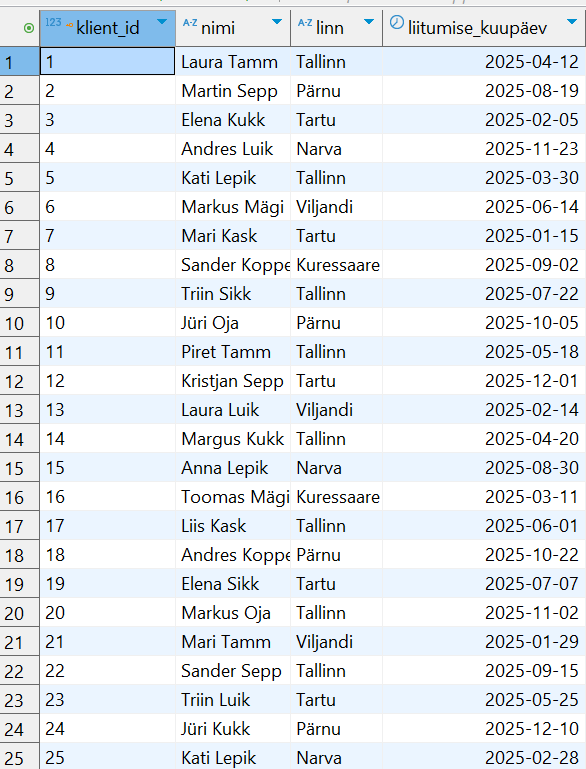 123 klient_id A-Z nimi A-Z linn liitumise_kuupäev
1 1 Laura Tamm Tallinn 2025-04-12
2 2 Martin Sepp Pärnu 2025-08-19
3 3 Elena Kukk Tartu 2025-02-05
4 4 Andres Luik Narva 2025-11-23
5 5 Kati Lepik Tallinn 2025-03-30
6 6 Markus Mägi Viljandi 2025-06-14
7 7 Mari Kask Tartu 2025-01-15
8 8 Sander Koppe Kuressaare 2025-09-02
9 9 Triin Sikk Tallinn 2025-07-22
10 10 Jüri Oja Pärnu 2025-10-05
11 11 Piret Tamm Tallinn 2025-05-18
12 12 Kristjan Sepp Tartu 2025-12-01
13 13 Laura Luik Viljandi 2025-02-14
14 14 Margus Kukk Tallinn 2025-04-20
15 15 Anna Lepik Narva 2025-08-30
16 16 Toomas Mägi Kuressaare 2025-03-11
17 17 Liis Kask Tallinn 2025-06-01
18 18 Andres Koppe Pärnu 2025-10-22
19 19 Elena Sikk Tartu 2025-07-07
20 20 Markus Oja Tallinn 2025-11-02
21 21 Mari Tamm Viljandi 2025-01-29
22 22 Sander Sepp Tallinn 2025-09-15
23 23 Triin Luik Tartu 2025-05-25
24 24 Jüri Kukk Pärnu 2025-12-10
25 25 Kati Lepik Narva 2025-02-28